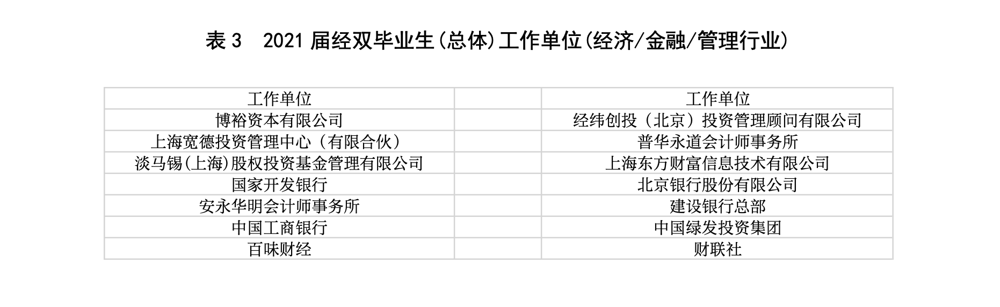 表3 2021届经双毕业生(总体)工作单位(经济/金融/管理行业)
工作单位 工作单位
博裕资本有限公司 经纬创投（北京）投资管理顾问有限公司
上海宽德投资管理中心（有限合伙） 普华永道会计师事务所
淡马锡(上海)股权投资基金管理有限公司 上海东方财富信息技术有限公司
国家开发银行 北京银行股份有限公司
安永华明会计师事务所 建设银行总部
中国工商银行 中国绿发投资集团
百味财经 财联社